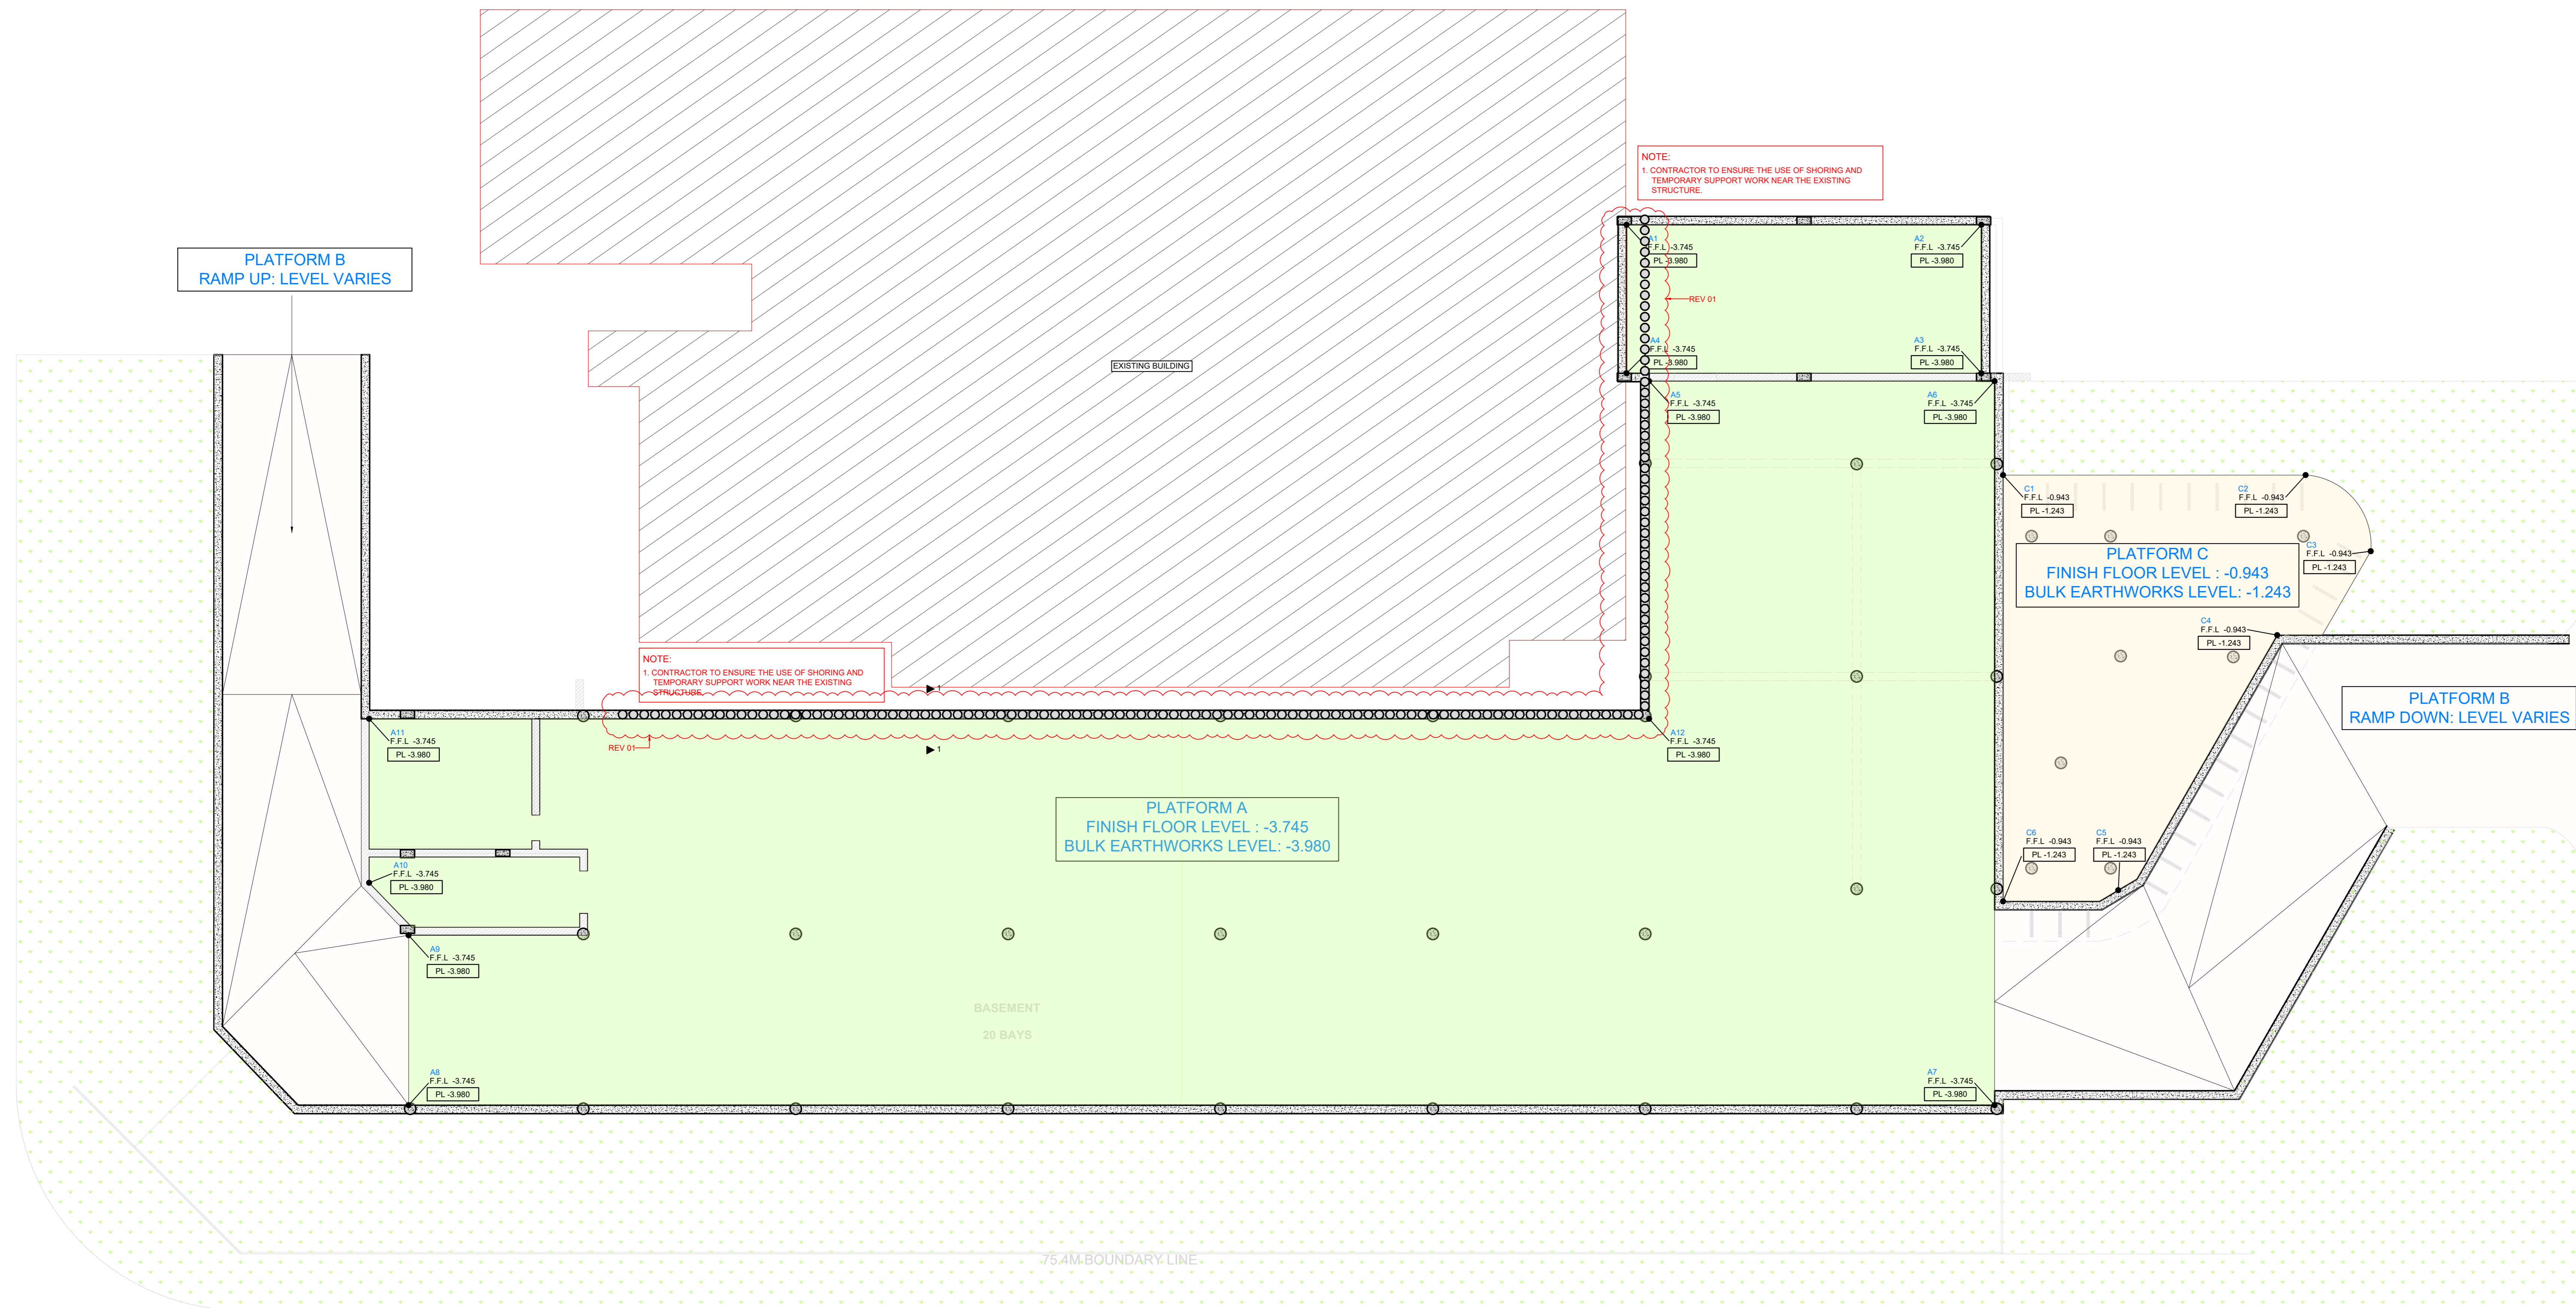 NOTE:
1. CONTRACTOR TO ENSURE THE USE OF SHORING AND
TEMPORARY SUPPORT WORK NEAR THE EXISTING
STRUCTURE.
A1
F.F.L -3.745
PL -3.980
A2
F.F.L -3.745
PL -3.980
PLATFORM B
RAMP UP: LEVEL VARIES
REV 01
A4
F.F.L -3.745
PL -3.980
A3
F.F.L -3.745
PL -3.980
EXISTING BUILDING
A5
F.F.L -3.745
PL -3.980
A6
F.F.L -3.745
PL -3.980
C1
F.F.L -0.943
PL -1.243
C2
F.F.L -0.943
PL -1.243
C3
F.F.L -0.943
PL -1.243
PLATFORM C
FINISH FLOOR LEVEL : -0.943
BULK EARTHWORKS LEVEL: -1.243
C4
F.F.L -0.943
PL -1.243
NOTE:
1. CONTRACTOR TO ENSURE THE USE OF SHORING AND
TEMPORARY SUPPORT WORK NEAR THE EXISTING
STRUCTURE.
1
PLATFORM B
RAMP DOWN: LEVEL VARIES
A11
F.F.L -3.745
PL -3.980
REV 01
1
A12
F.F.L -3.745
PL -3.980
PLATFORM A
FINISH FLOOR LEVEL : -3.745
BULK EARTHWORKS LEVEL: -3.980
C6
F.F.L -0.943
PL -1.243
C5
F.F.L -0.943
PL -1.243
A10
F.F.L -3.745
PL -3.980
A9
F.F.L -3.745
PL -3.980
BASEMENT
20 BAYS
A8
F.F.L -3.745
PL -3.980
A7
F.F.L -3.745
PL -3.980
75.4M BOUNDARY LINE